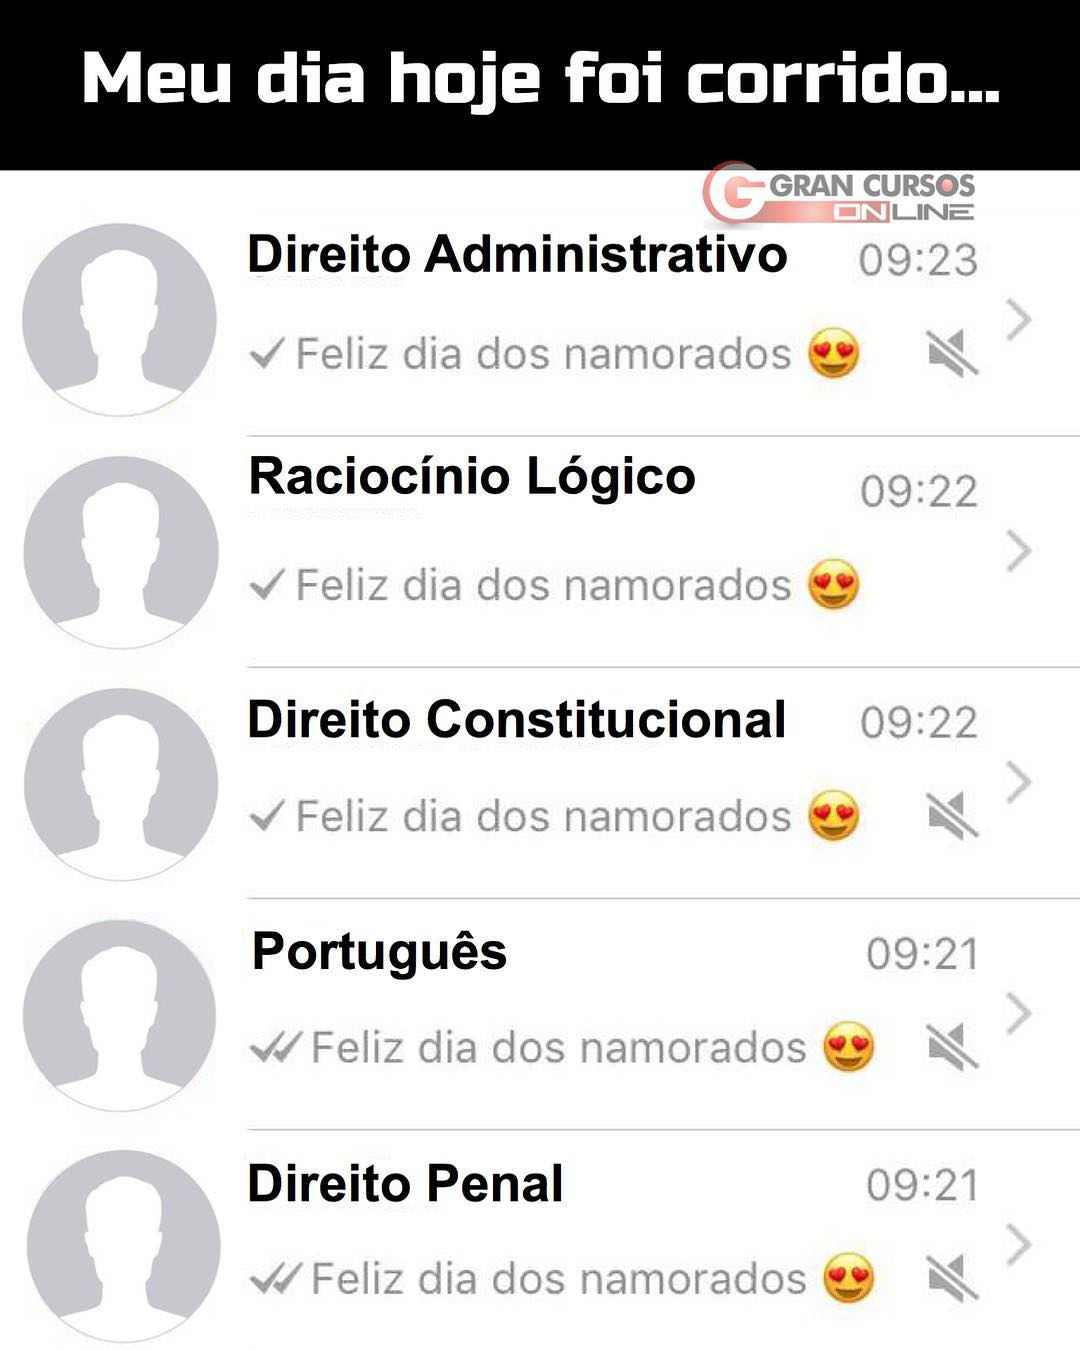 Meu dia hoje foi corrido...
GRAN CURSOS
ONLINE
Direito Administrativo 09:23
Feliz dia dos namorados 😍
Raciocínio Lógico 09:22
Feliz dia dos namorados 😍
Direito Constitucional 09:22
Feliz dia dos namorados 😍
Português 09:21
Feliz dia dos namorados 😍
Direito Penal 09:21
Feliz dia dos namorados 😍